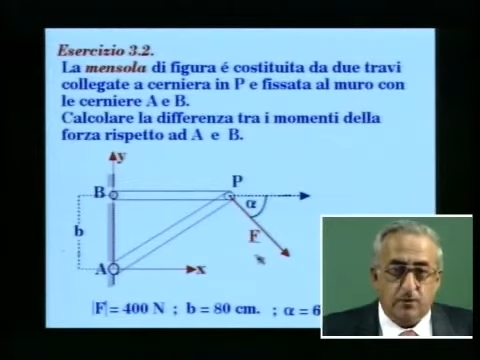 Esercizio 3.2.
La mensola di figura é costituita da due travi
collegate a cerniera in P e fissata al muro con
le cerniere A e B.
Calcolare la differenza tra i momenti della
forza rispetto ad A e B.
y
B
P
α
b
F
A
x
|F| = 400 N ; b = 80 cm. ; α = 6